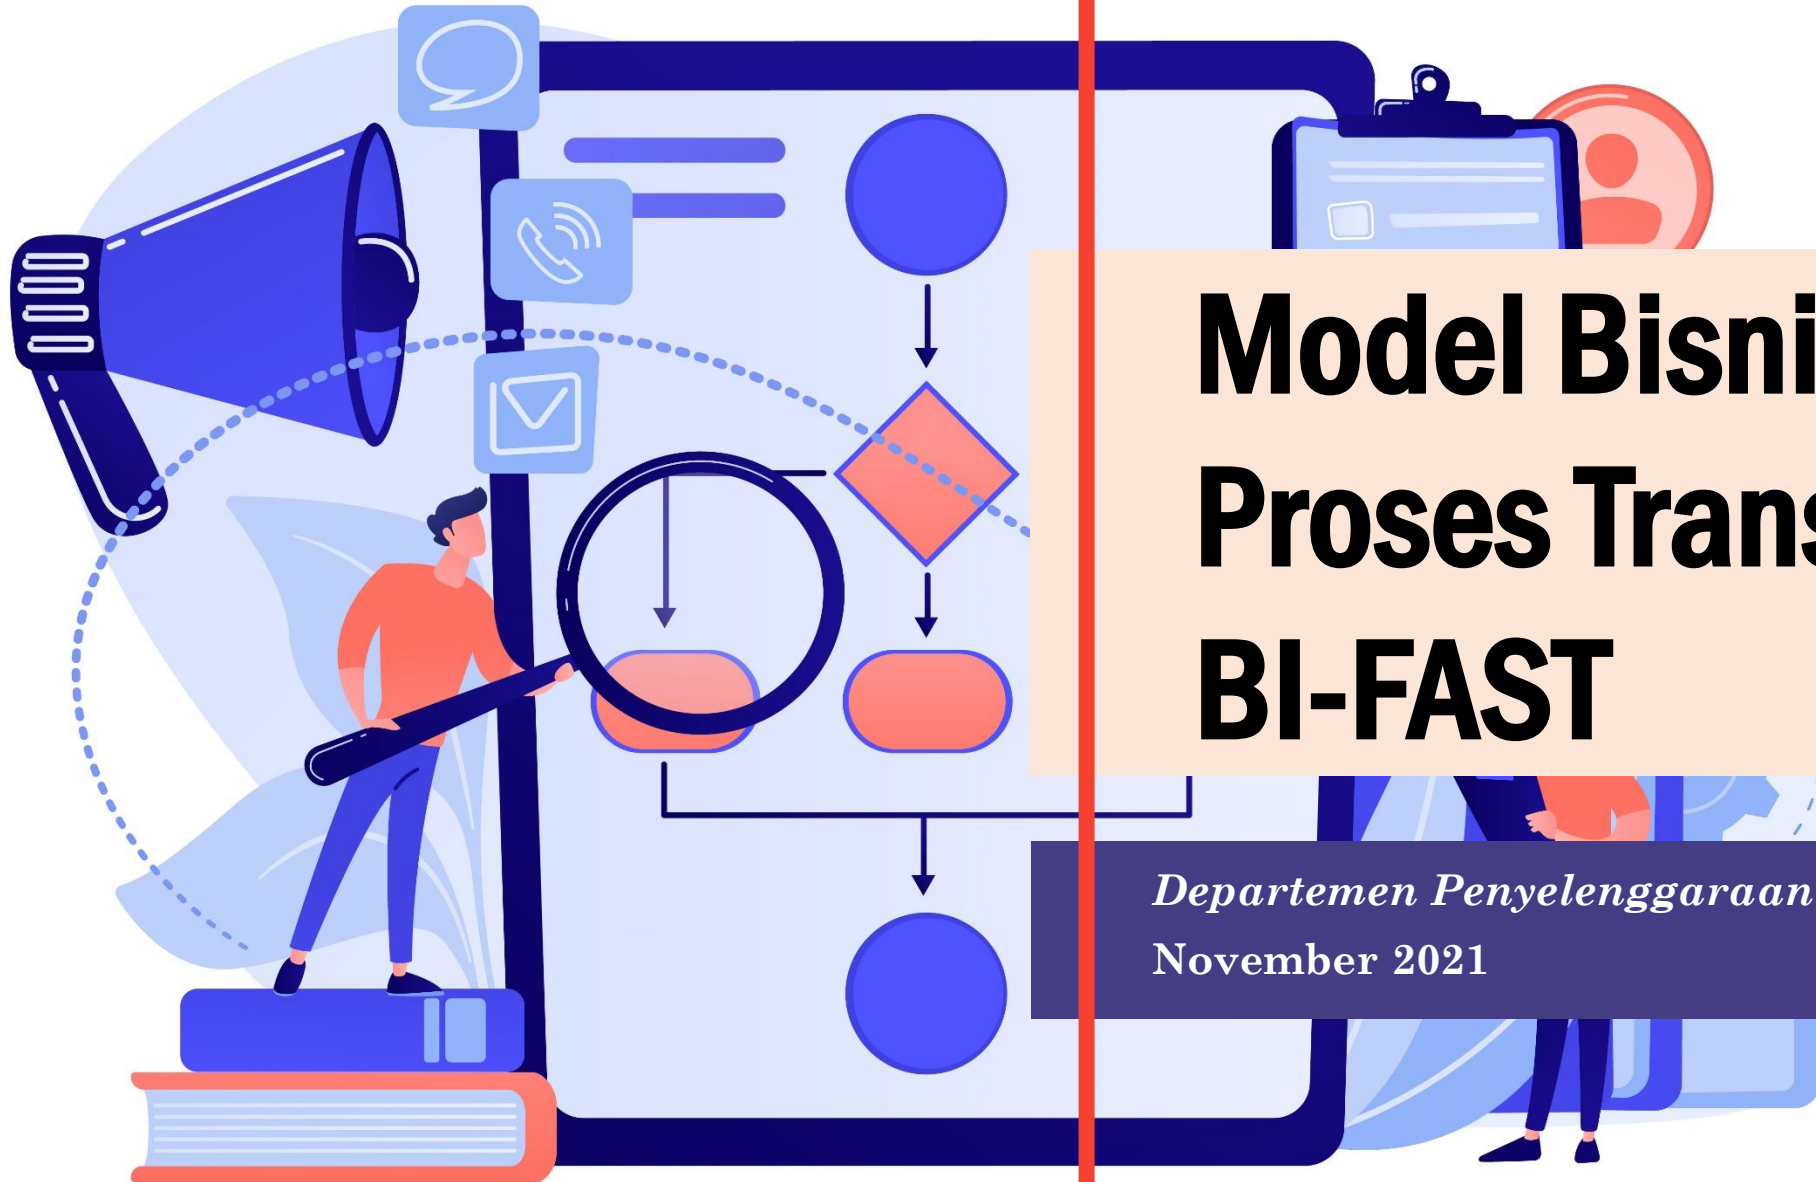 Model Bisni
Proses Trans
BI-FAST
Departemen Penyelenggaraan
November 2021